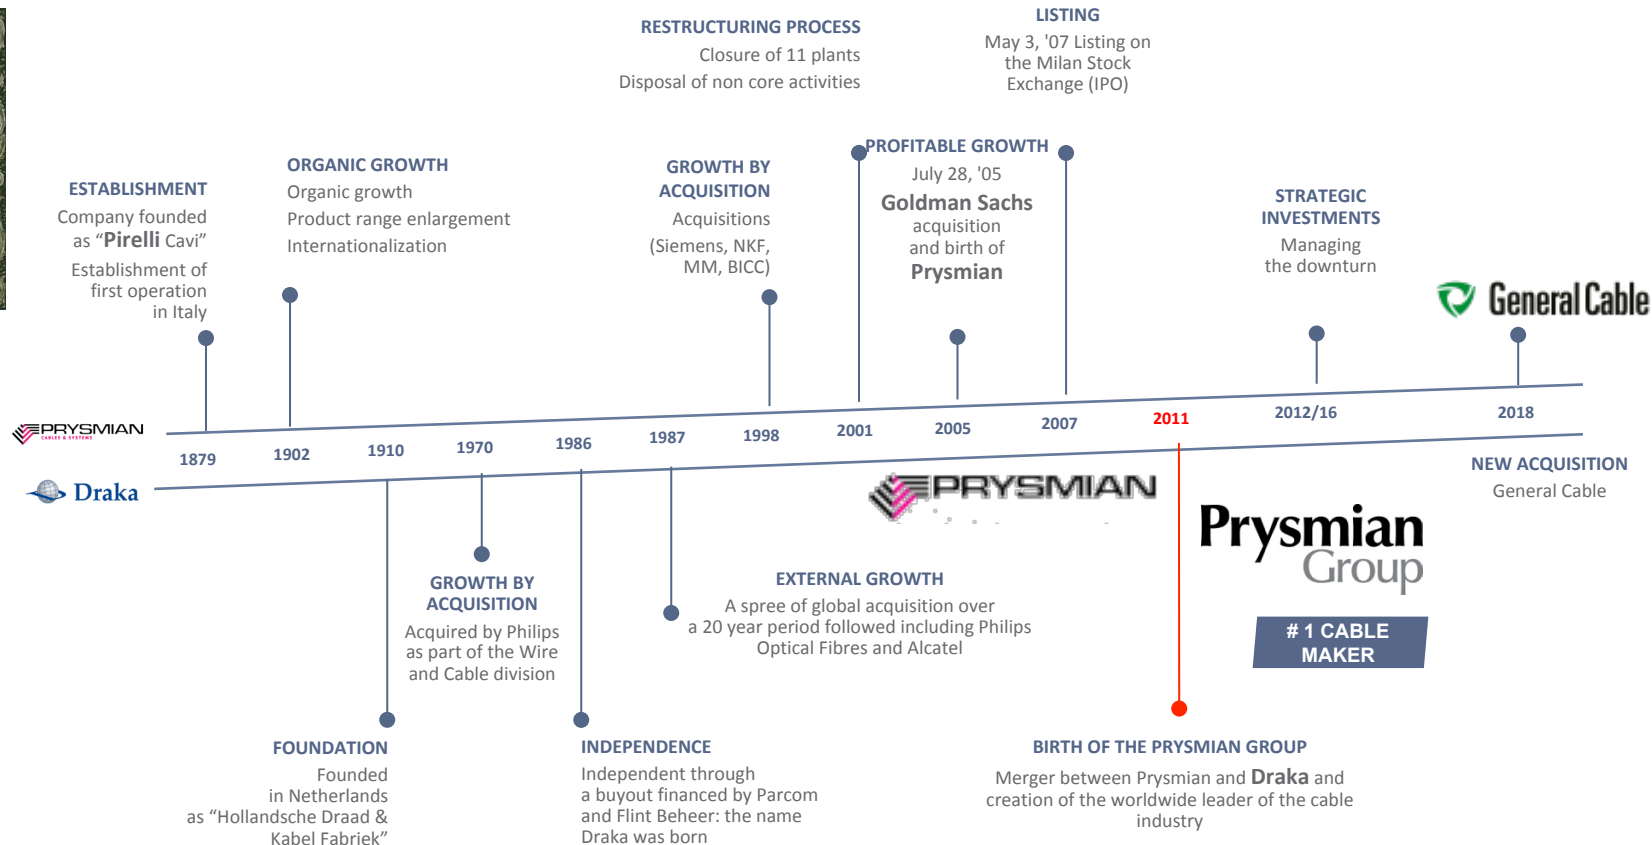 RESTRUCTURING PROCESS
Closure of 11 plants
Disposal of non core activities
LISTING
May 3, '07 Listing on
the Milan Stock
Exchange (IPO)
ESTABLISHMENT
Company founded
as “Pirelli Cavi”
Establishment of
first operation
in Italy
ORGANIC GROWTH
Organic growth
Product range enlargement
Internationalization
GROWTH BY
ACQUISITION
Acquisitions
(Siemens, NKF,
MM, BICC)
PROFITABLE GROWTH
July 28, '05
Goldman Sachs
acquisition
and birth of
Prysmian
STRATEGIC
INVESTMENTS
Managing
the downturn
General Cable
PRYSMIAN
CABLES & SYSTEMS
Draka
1879
1902
1910
1970
1986
1987
1998
2001
2005
2007
2011
2012/16
2018
NEW ACQUISITION
General Cable
PRYSMIAN
Prysmian
Group
# 1 CABLE
MAKER
GROWTH BY
ACQUISITION
Acquired by Philips
as part of the Wire
and Cable division
EXTERNAL GROWTH
A spree of global acquisition over
a 20 year period followed including Philips
Optical Fibres and Alcatel
FOUNDATION
Founded
in Netherlands
as “Hollandsche Draad &
Kabel Fabriek”
INDEPENDENCE
Independent through
a buyout financed by Parcom
and Flint Beheer: the name
Draka was born
BIRTH OF THE PRYSMIAN GROUP
Merger between Prysmian and Draka and
creation of the worldwide leader of the cable
industry